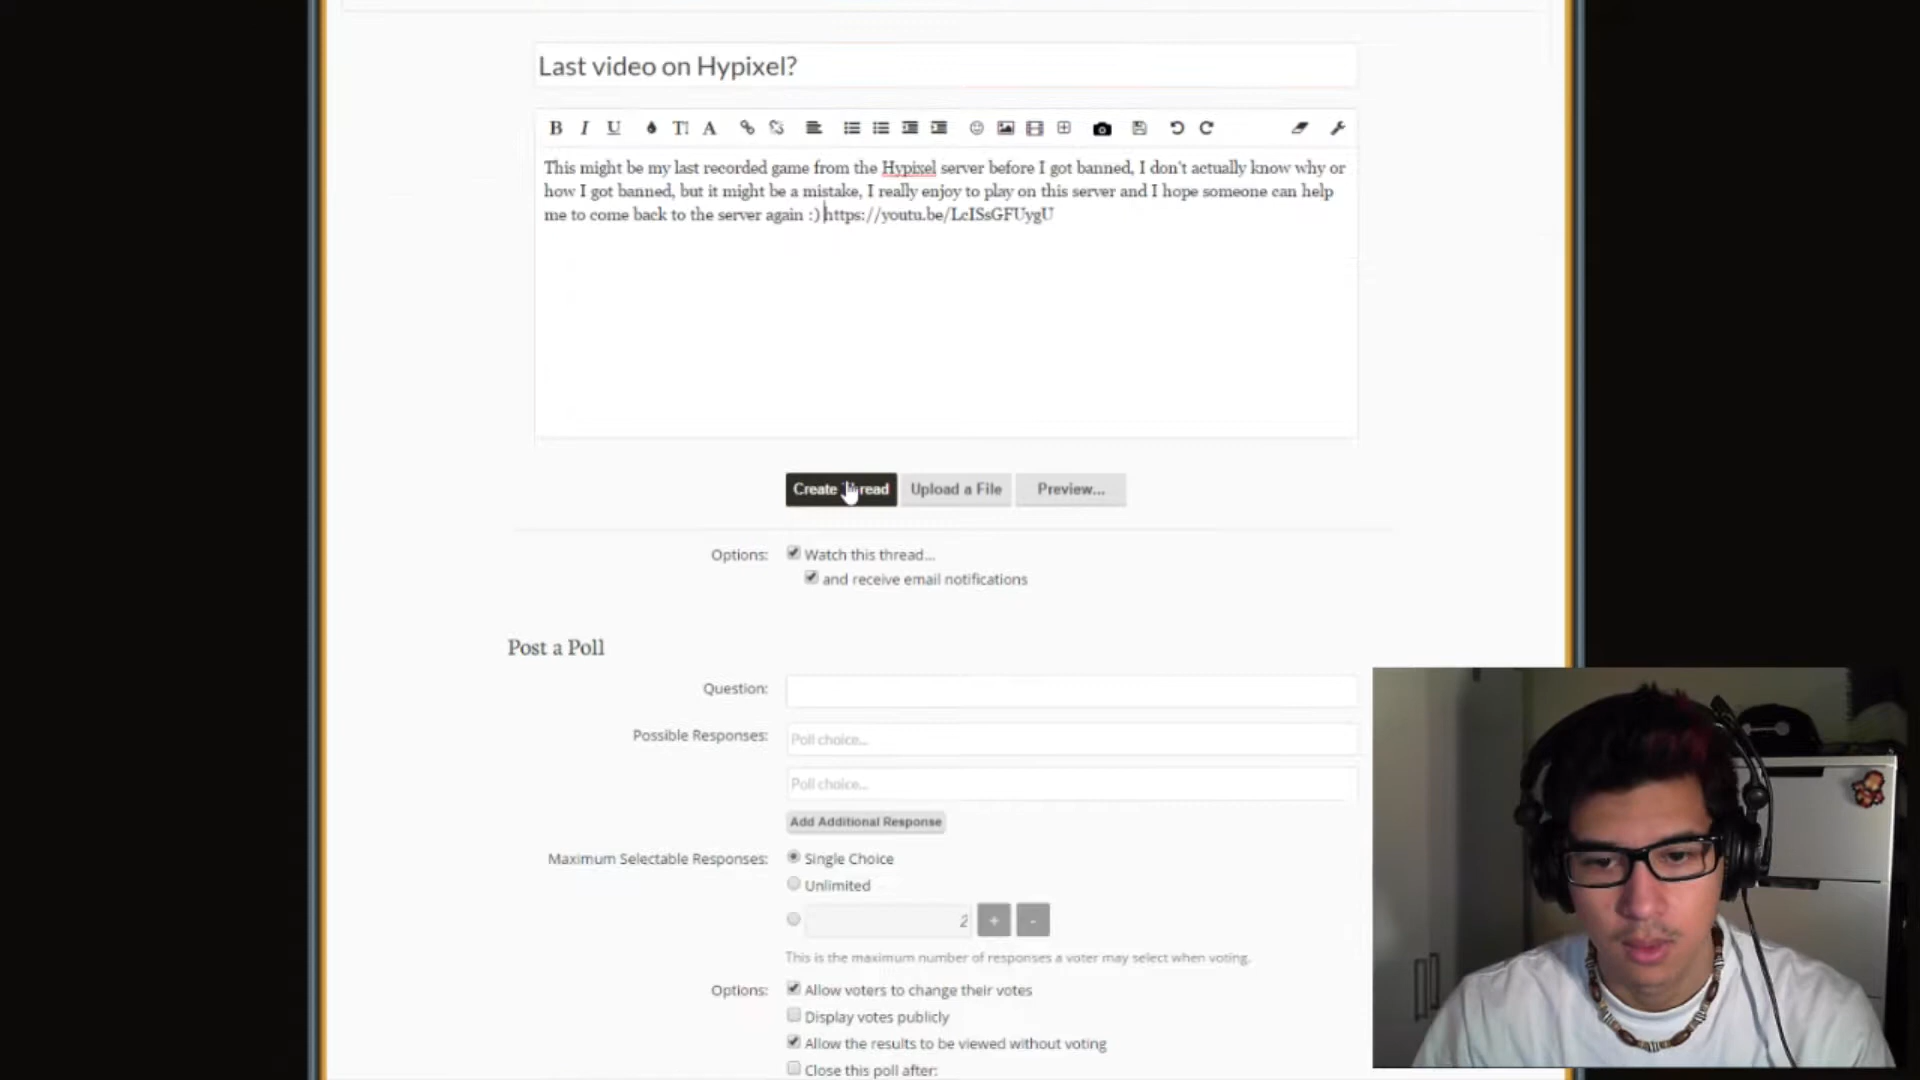 Last video on Hypixel?
B I U T A
This might be my last recorded game from the Hypixel server before I got banned, I don't actually know why or
how I got banned, but it might be a mistake, I really enjoy to play on this server and I hope someone can help
me to come back to the server again :) https://youtu.be/LcISsGFUygU
Create Thread Upload a File Preview...
Options: Watch this thread...
and receive email notifications
Post a Poll
Question:
Possible Responses: Poll choice...
Poll choice...
Add Additional Response
Maximum Selectable Responses: Single Choice
Unlimited
2 + -
This is the maximum number of responses a voter may select when voting.
Options: Allow voters to change their votes
Display votes publicly
Allow the results to be viewed without voting
Close this poll after: